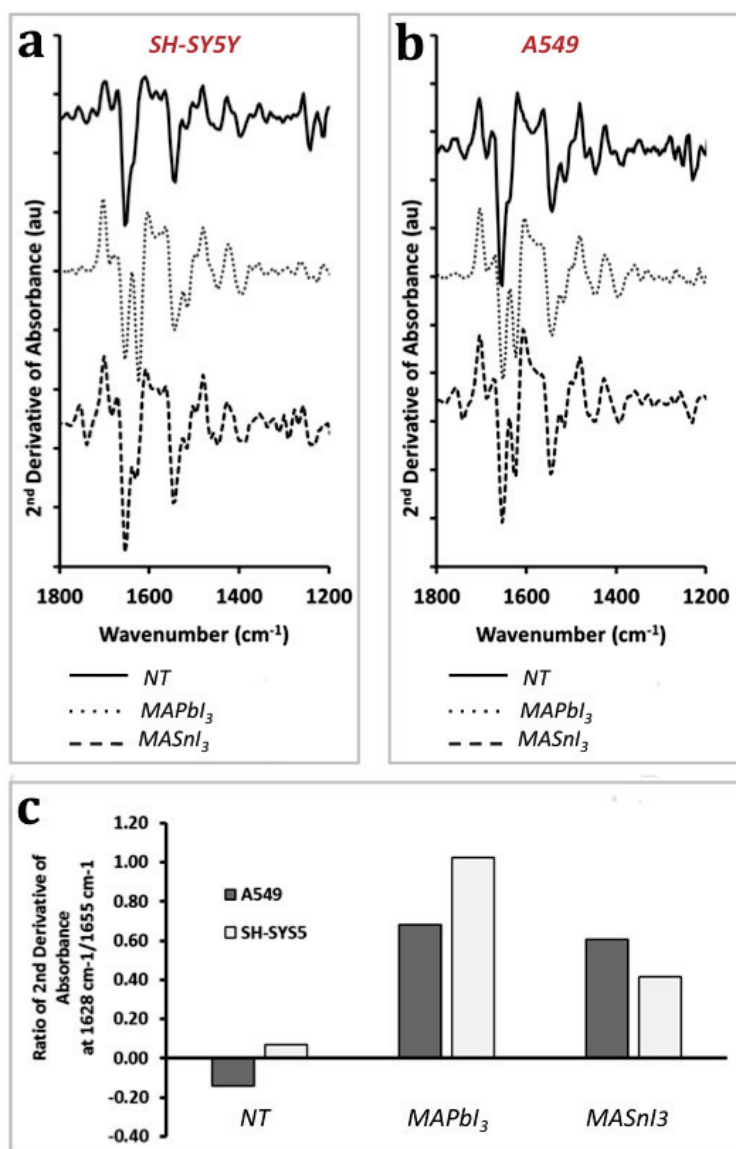 a
SH-SY5Y
2nd Derivative of Absorbance (au)
1800 1600 1400 1200
Wavenumber (cm-1)
NT
MAPbI3
MASnI3
b
A549
2nd Derivative of Absorbance (au)
1800 1600 1400 1200
Wavenumber (cm-1)
NT
MAPbI3
MASnI3
c
Ratio of 2nd Derivative of
Absorbance
at 1628 cm-1/1655 cm-1
1.20
1.00
0.80
0.60
0.40
0.20
0.00
-0.20
-0.40
A549
SH-SYS5
NT MAPbI3 MASnI3